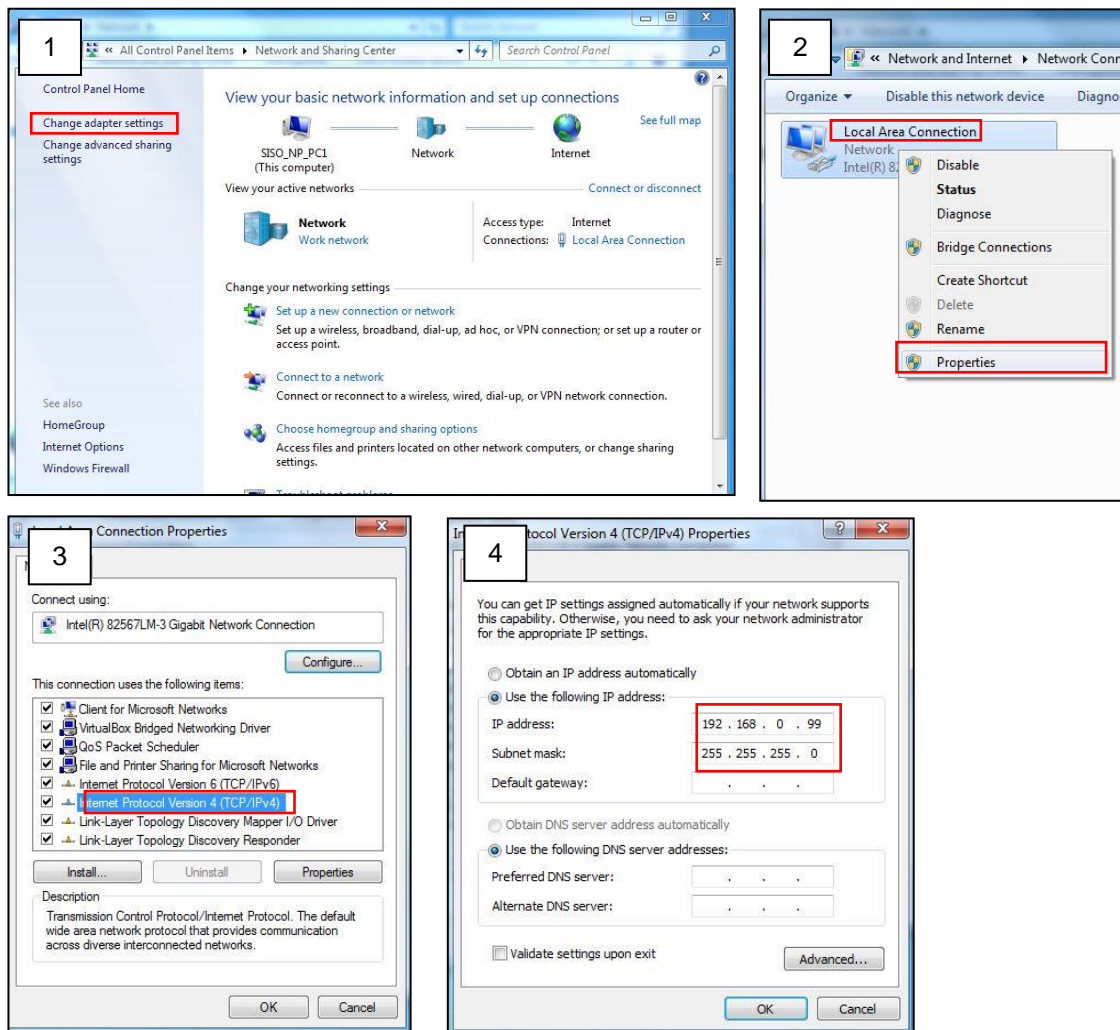 1
« All Control Panel Items ▸ Network and Sharing Center
Search Control Panel
Control Panel Home
Change adapter settings
Change advanced sharing
settings
See also
HomeGroup
Internet Options
Windows Firewall
View your basic network information and set up connections
See full map
SISO_NP_PC1
(This computer)
Network
Internet
View your active networks
Connect or disconnect
Network
Work network
Access type: Internet
Connections: Local Area Connection
Change your networking settings
Set up a new connection or network
Set up a wireless, broadband, dial-up, ad hoc, or VPN connection; or set up a router or
access point.
Connect to a network
Connect or reconnect to a wireless, wired, dial-up, or VPN network connection.
Choose homegroup and sharing options
Access files and printers located on other network computers, or change sharing
settings.
2
« Network and Internet ▸ Network Conn
Organize Disable this network device Diagno
Local Area Connection
Network
Intel(R) 8
Disable
Status
Diagnose
Bridge Connections
Create Shortcut
Delete
Rename
Properties
3
Connection Properties
Connect using:
Intel(R) 82567LM-3 Gigabit Network Connection
Configure...
This connection uses the following items:
Client for Microsoft Networks
VirtualBox Bridged Networking Driver
QoS Packet Scheduler
File and Printer Sharing for Microsoft Networks
Internet Protocol Version 6 (TCP/IPv6)
Internet Protocol Version 4 (TCP/IPv4)
Link-Layer Topology Discovery Mapper I/O Driver
Link-Layer Topology Discovery Responder
Install... Uninstall Properties
Description
Transmission Control Protocol/Internet Protocol. The default
wide area network protocol that provides communication
across diverse interconnected networks.
OK Cancel
4
In tocol Version 4 (TCP/IPv4) Properties
You can get IP settings assigned automatically if your network supports
this capability. Otherwise, you need to ask your network administrator
for the appropriate IP settings.
Obtain an IP address automatically
Use the following IP address:
IP address: 192 . 168 . 0 . 99
Subnet mask: 255 . 255 . 255 . 0
Default gateway: . . .
Obtain DNS server address automatically
Use the following DNS server addresses:
Preferred DNS server: . . .
Alternate DNS server: . . .
Validate settings upon exit
Advanced...
OK Cancel